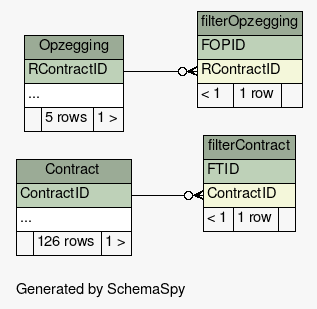 Opzegging
RContractID
...
5 rows 1 >
filterOpzegging
FOPID
RContractID
< 1 1 row
Contract
ContractID
...
126 rows 1 >
filterContract
FTID
ContractID
< 1 1 row
Generated by SchemaSpy